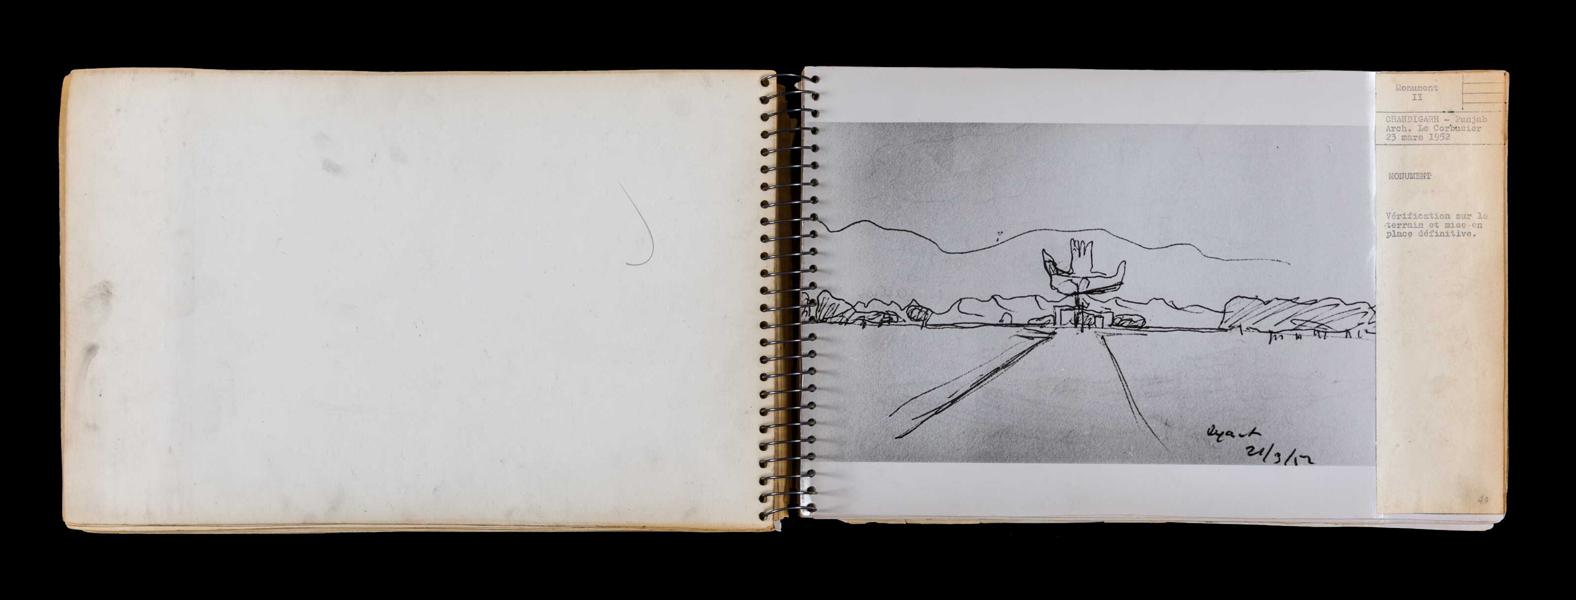 Monument
II
CHANDIGARH - Punjab
Arch. Le Corbusier
23 mars 1952
MONUMENT
Vérification sur le
terrain et mise en
place définitive.
21/3/52